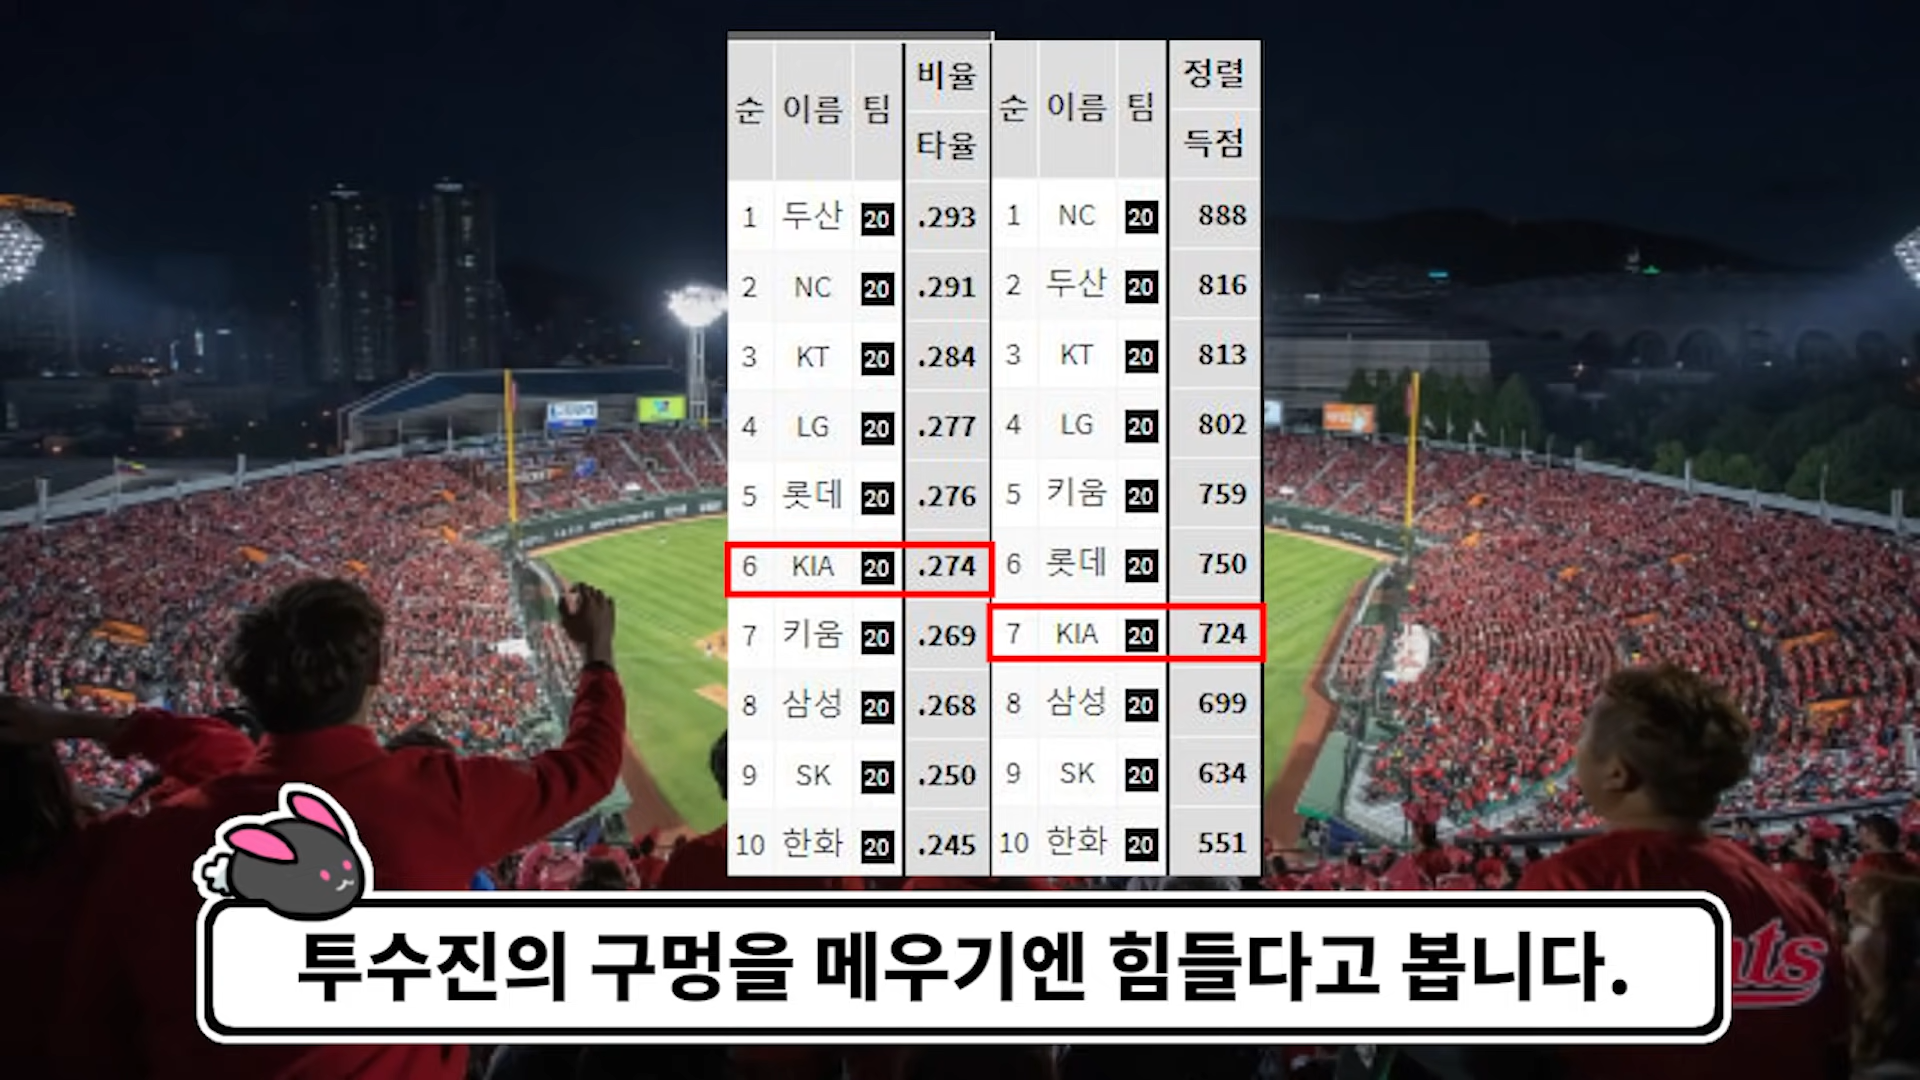 순 이름 팀 비율 타율 순 이름 팀 정렬 득점
1 두산 20 .293 1 NC 20 888
2 NC 20 .291 2 두산 20 816
3 KT 20 .284 3 KT 20 813
4 LG 20 .277 4 LG 20 802
5 롯데 20 .276 5 키움 20 759
6 KIA 20 .274 6 롯데 20 750
7 키움 20 .269 7 KIA 20 724
8 삼성 20 .268 8 삼성 20 699
9 SK 20 .250 9 SK 20 634
10 한화 20 .245 10 한화 20 551
투수진의 구멍을 메우기엔 힘들다고 봅니다.